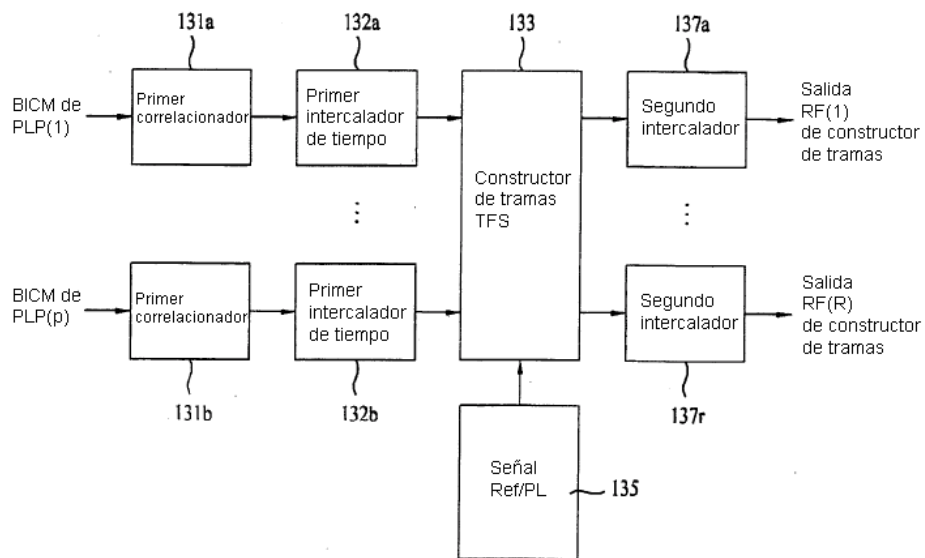 131a
132a
133
137a
BICM de
PLP(1)
Primer
correlacionador
Primer
intercalador
de tiempo
Constructor
de tramas
TFS
Segundo
intercalador
Salida
RF(1)
de constructor
de tramas
BICM de
PLP(p)
Primer
correlacionador
Primer
intercalador
de tiempo
Segundo
intercalador
Salida
RF(R)
de constructor
de tramas
131b
132b
137r
Señal
Ref/PL
135